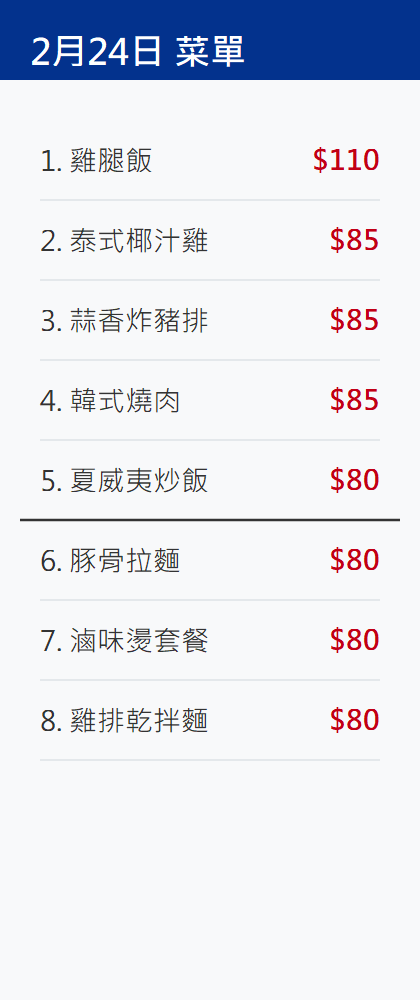 2月24日 菜單
1. 雞腿飯 $110
2. 泰式椰汁雞 $85
3. 蒜香炸豬排 $85
4. 韓式燒肉 $85
5. 夏威夷炒飯 $80
6. 豚骨拉麵 $80
7. 滷味燙套餐 $80
8. 雞排乾拌麵 $80